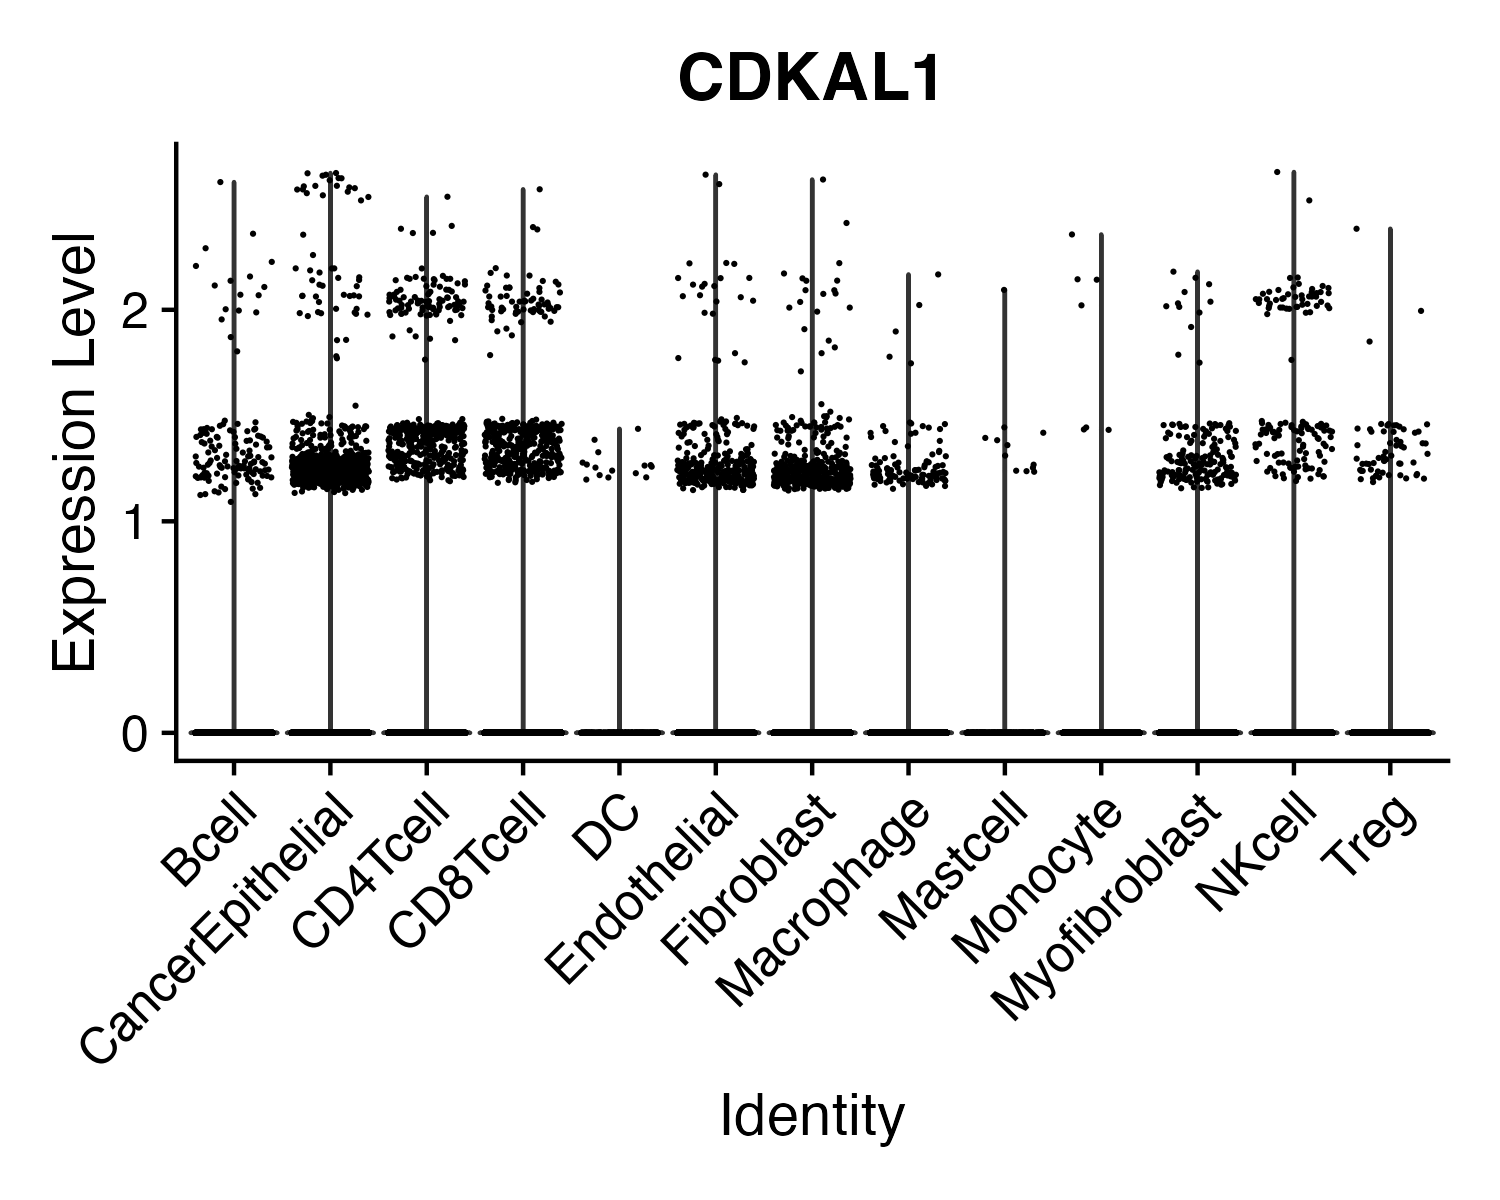 CDKAL1
Expression Level
2
1
0
Bcell
CancerEpithelial
CD4Tcell
CD8Tcell
DC
Endothelial
Fibroblast
Macrophage
Mastcell
Monocyte
Myofibroblast
NKcell
Treg
Identity